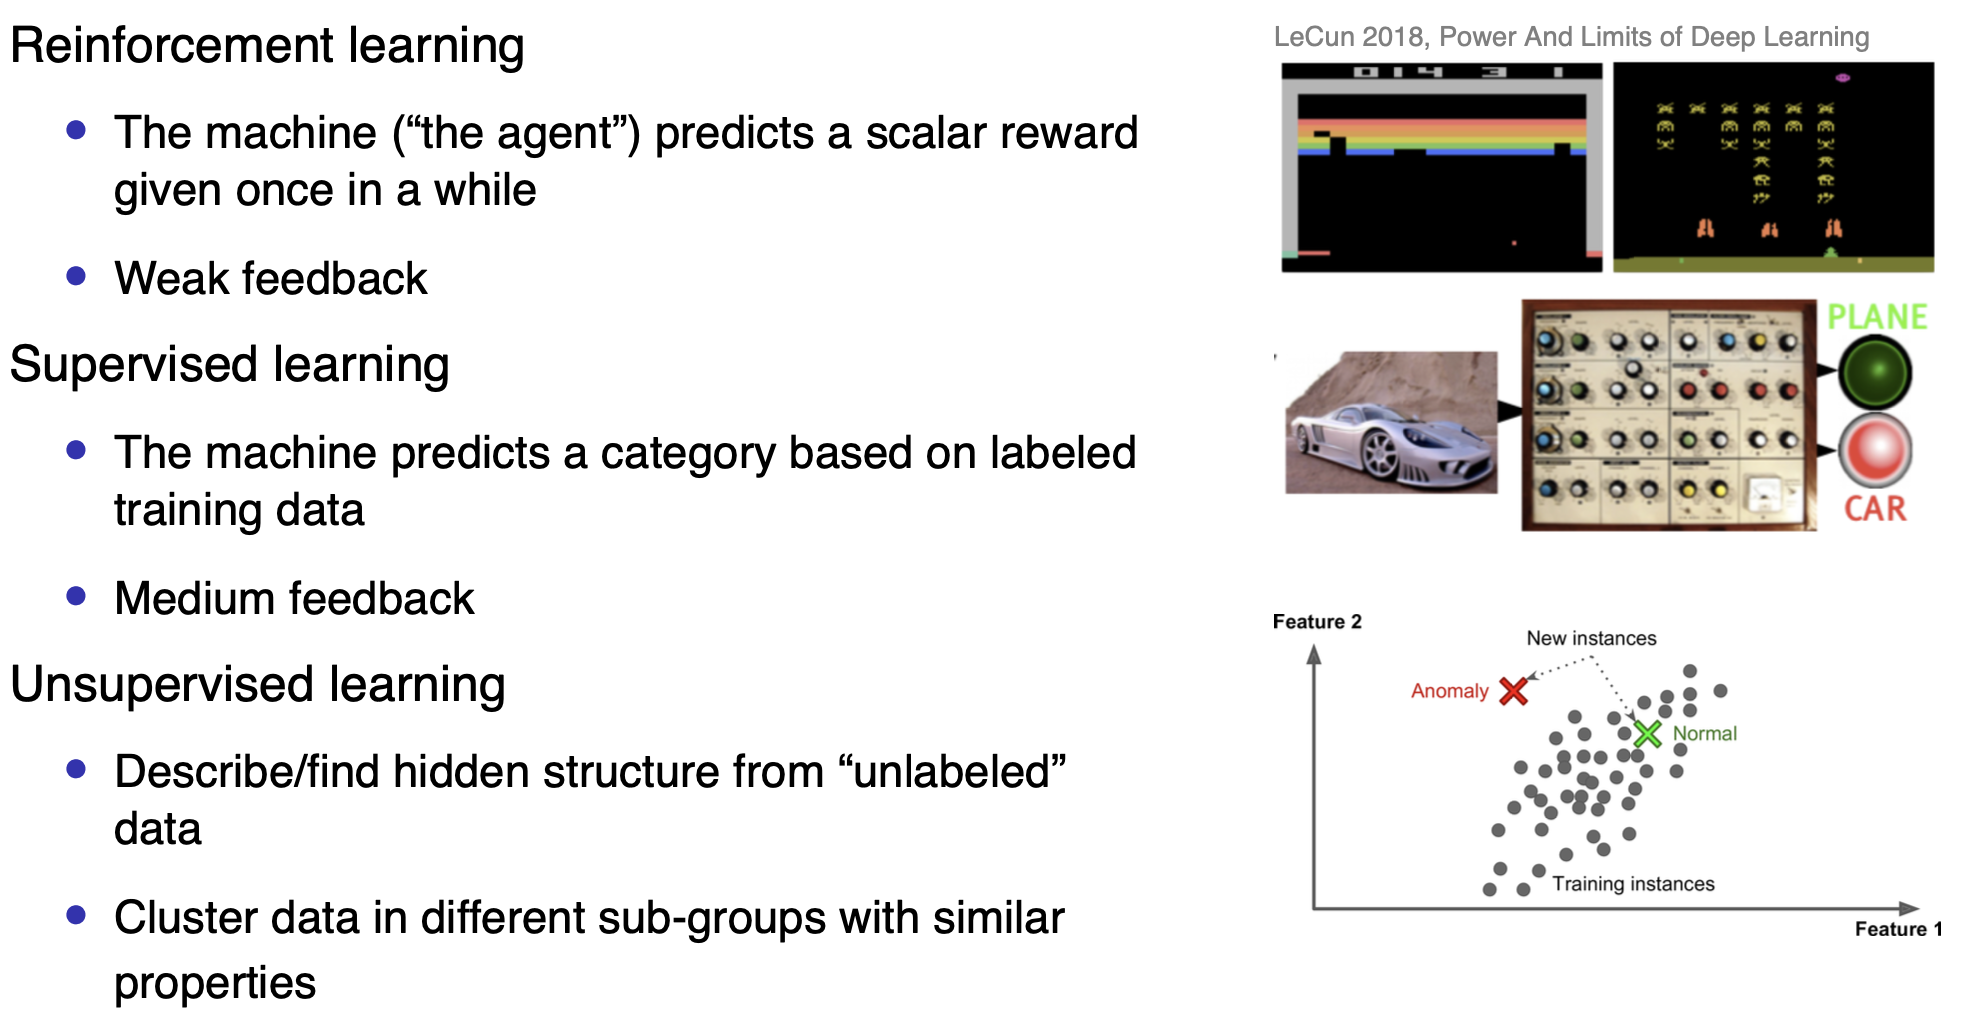 Reinforcement learning
LeCun 2018, Power And Limits of Deep Learning
• The machine (“the agent”) predicts a scalar reward
given once in a while
• Weak feedback
014 3 1
Supervised learning
• The machine predicts a category based on labeled
training data
• Medium feedback
PLANE
CAR
Unsupervised learning
• Describe/find hidden structure from “unlabeled”
data
• Cluster data in different sub-groups with similar
properties
Feature 2
New instances
Anomaly
Normal
Training instances
Feature 1